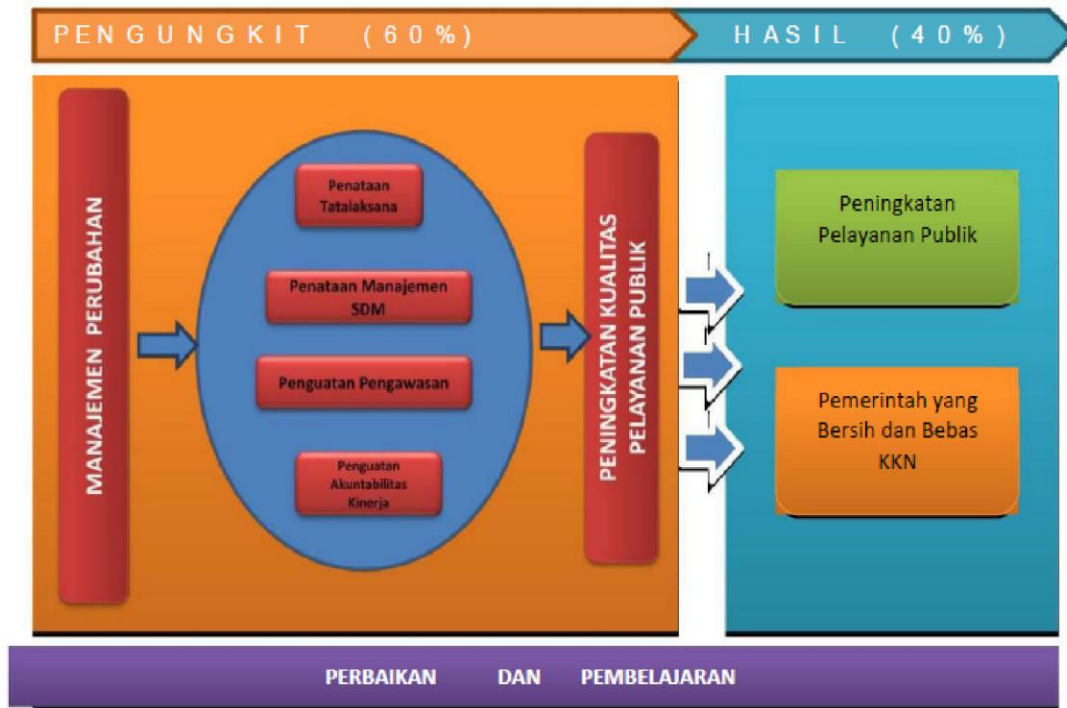 PENGUNGKIT (60%)
HASIL (40%)
MANAJEMEN PERUBAHAN
Penataan
Tatalaksana
Penataan Manajemen
SDM
Penguatan Pengawasan
Penguatan
Akuntabilitas
Kinerja
PENINGKATAN KUALITAS
PELAYANAN PUBLIK
Peningkatan
Pelayanan Publik
Pemerintah yang
Bersih dan Bebas
KKN
PERBAIKAN DAN PEMBELAJARAN